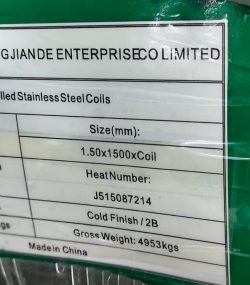 GJIANDE ENTERPRISECO LIMITED
lled Stainless Steel Coils
Size(mm):
1.50x1500xCoil
Heat Number:
J515087214
Cold Finish / 2B
gs Gross Weight: 4953kgs
Made in China